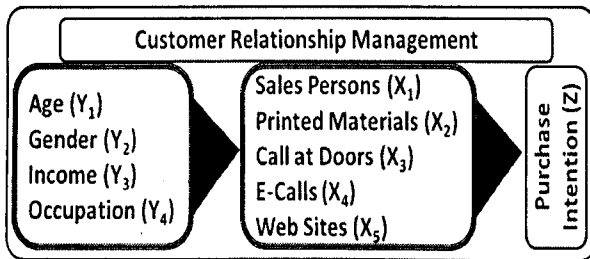 Customer Relationship Management
Age (Y₁)
Gender (Y₂)
Income (Y₃)
Occupation (Y₄)
Sales Persons (X₁)
Printed Materials (X₂)
Call at Doors (X₃)
E-Calls (X₄)
Web Sites (X₅)
Purchase
Intention (Z)